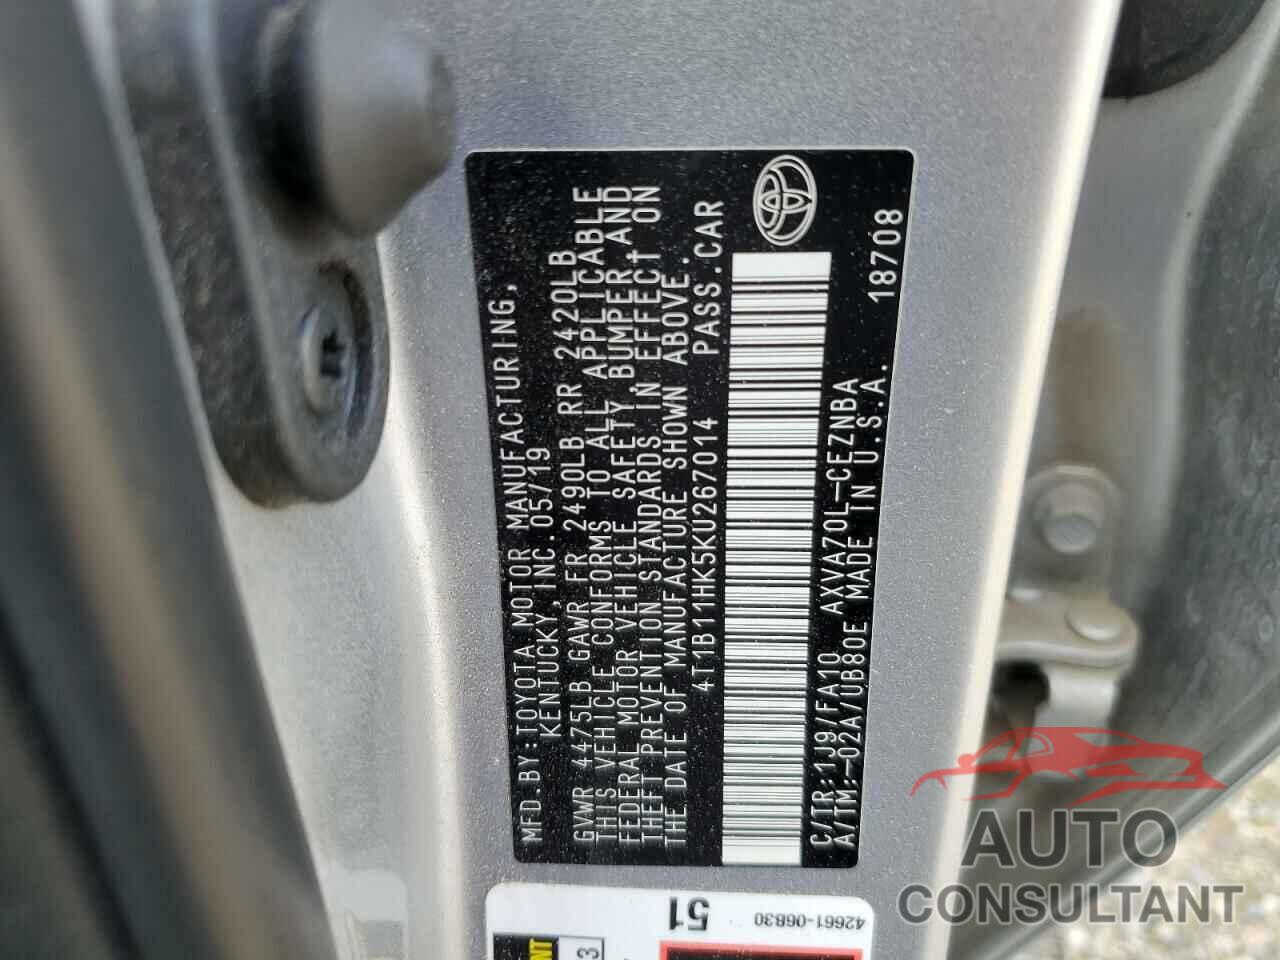 MFD.BY:TOYOTA MOTOR MANUFACTURING,
KENTUCKY, INC. 05/19
GVWR 4475LB GAWR FR 2490LB RR 2420LB
THIS VEHICLE CONFORMS TO ALL APPLICABLE
FEDERAL MOTOR VEHICLE SAFETY, BUMPER, AND
THEFT PREVENTION STANDARDS IN EFFECT ON
THE DATE OF MANUFACTURE SHOWN ABOVE.
4T1B11HK5KU267014 PASS.CAR
C/TR:1J9/FA10 AXVA70L-CEZNBA 18708
A/TM:-02A/UB80E MADE IN U.S.A.
51
42661-06B30
3
AUTO
CONSULTANT